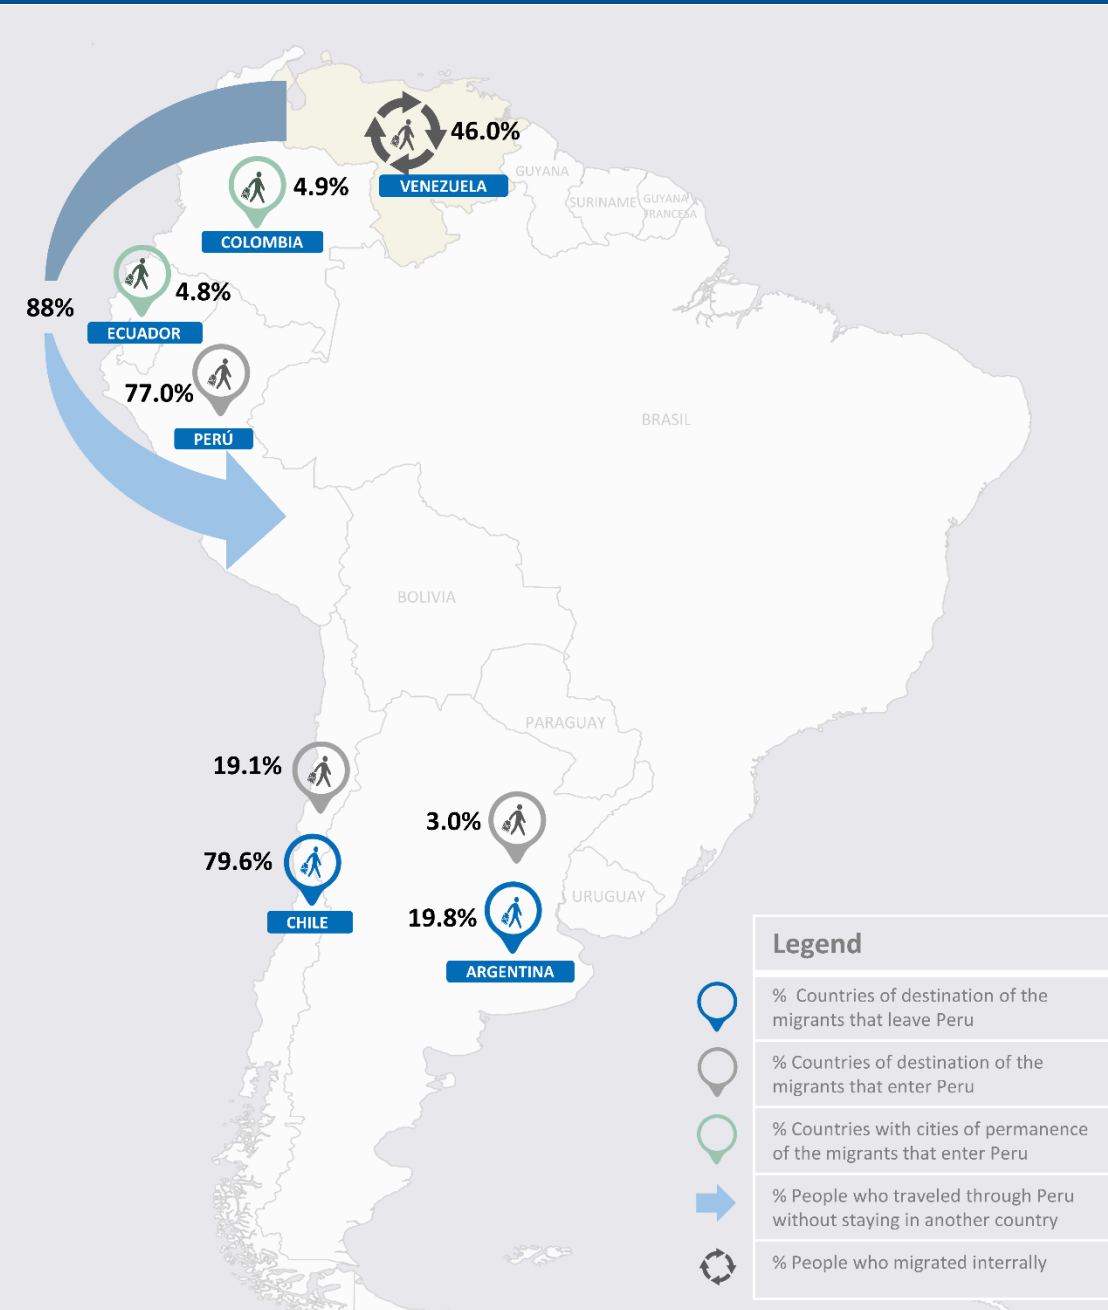 46.0%
VENEZUELA
GUYANA
SURINAME
GUYANA
FRANCESA
4.9%
COLOMBIA
4.8%
ECUADOR
88%
77.0%
PERÚ
BRASIL
BOLIVIA
PARAGUAY
19.1%
3.0%
79.6%
CHILE
URUGUAY
19.8%
ARGENTINA
Legend
% Countries of destination of the
migrants that leave Peru
% Countries of destination of the
migrants that enter Peru
% Countries with cities of permanence
of the migrants that enter Peru
% People who traveled through Peru
without staying in another country
% People who migrated interrally